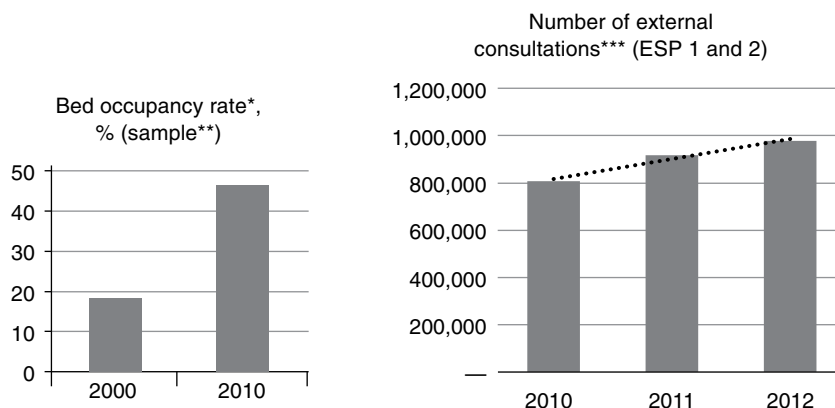 Bed occupancy rate*,
% (sample**)
50
40
30
20
10
0
2000 2010
Number of external
consultations*** (ESP 1 and 2)
1,200,000
1,000,000
800,000
600,000
400,000
200,000
—
2010 2011 2012